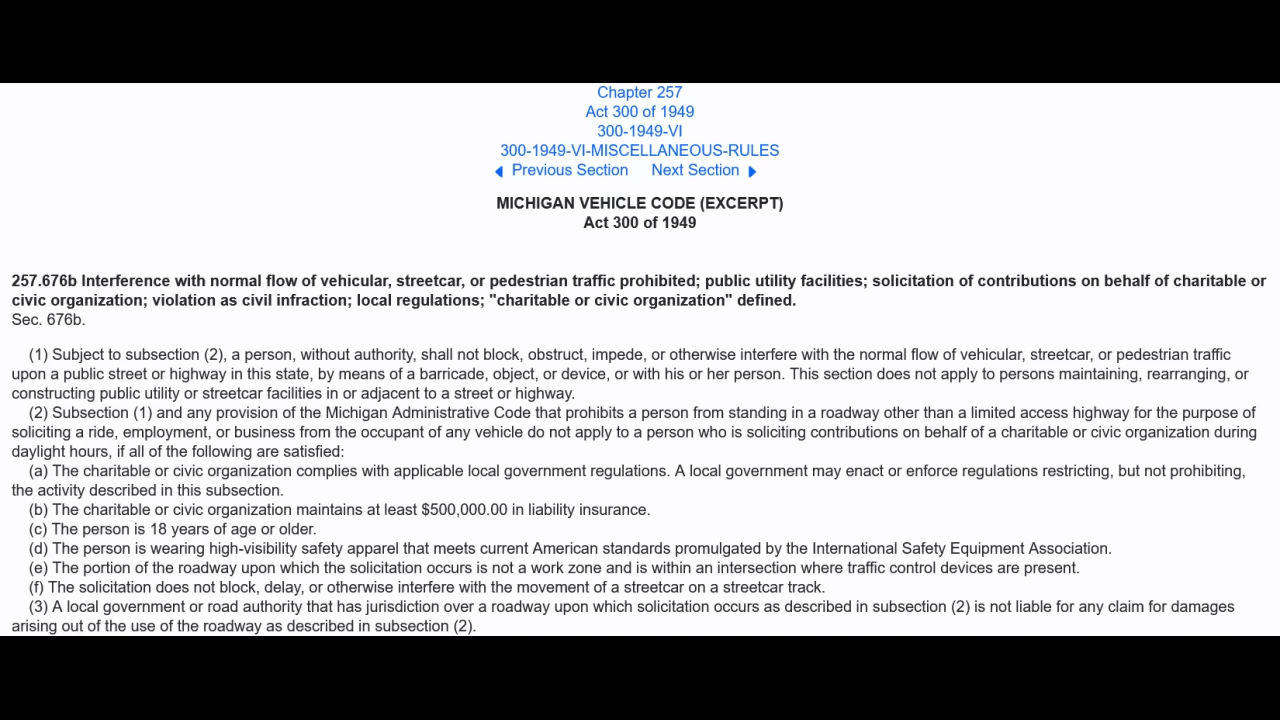 Chapter 257
Act 300 of 1949
300-1949-VI
300-1949-VI-MISCELLANEOUS-RULES
Previous Section Next Section
MICHIGAN VEHICLE CODE (EXCERPT)
Act 300 of 1949
257.676b Interference with normal flow of vehicular, streetcar, or pedestrian traffic prohibited; public utility facilities; solicitation of contributions on behalf of charitable or
civic organization; violation as civil infraction; local regulations; "charitable or civic organization" defined.
Sec. 676b.
(1) Subject to subsection (2), a person, without authority, shall not block, obstruct, impede, or otherwise interfere with the normal flow of vehicular, streetcar, or pedestrian traffic
upon a public street or highway in this state, by means of a barricade, object, or device, or with his or her person. This section does not apply to persons maintaining, rearranging, or
constructing public utility or streetcar facilities in or adjacent to a street or highway.
(2) Subsection (1) and any provision of the Michigan Administrative Code that prohibits a person from standing in a roadway other than a limited access highway for the purpose of
soliciting a ride, employment, or business from the occupant of any vehicle do not apply to a person who is soliciting contributions on behalf of a charitable or civic organization during
daylight hours, if all of the following are satisfied:
(a) The charitable or civic organization complies with applicable local government regulations. A local government may enact or enforce regulations restricting, but not prohibiting,
the activity described in this subsection.
(b) The charitable or civic organization maintains at least $500,000.00 in liability insurance.
(c) The person is 18 years of age or older.
(d) The person is wearing high-visibility safety apparel that meets current American standards promulgated by the International Safety Equipment Association.
(e) The portion of the roadway upon which the solicitation occurs is not a work zone and is within an intersection where traffic control devices are present.
(f) The solicitation does not block, delay, or otherwise interfere with the movement of a streetcar on a streetcar track.
(3) A local government or road authority that has jurisdiction over a roadway upon which solicitation occurs as described in subsection (2) is not liable for any claim for damages
arising out of the use of the roadway as described in subsection (2).